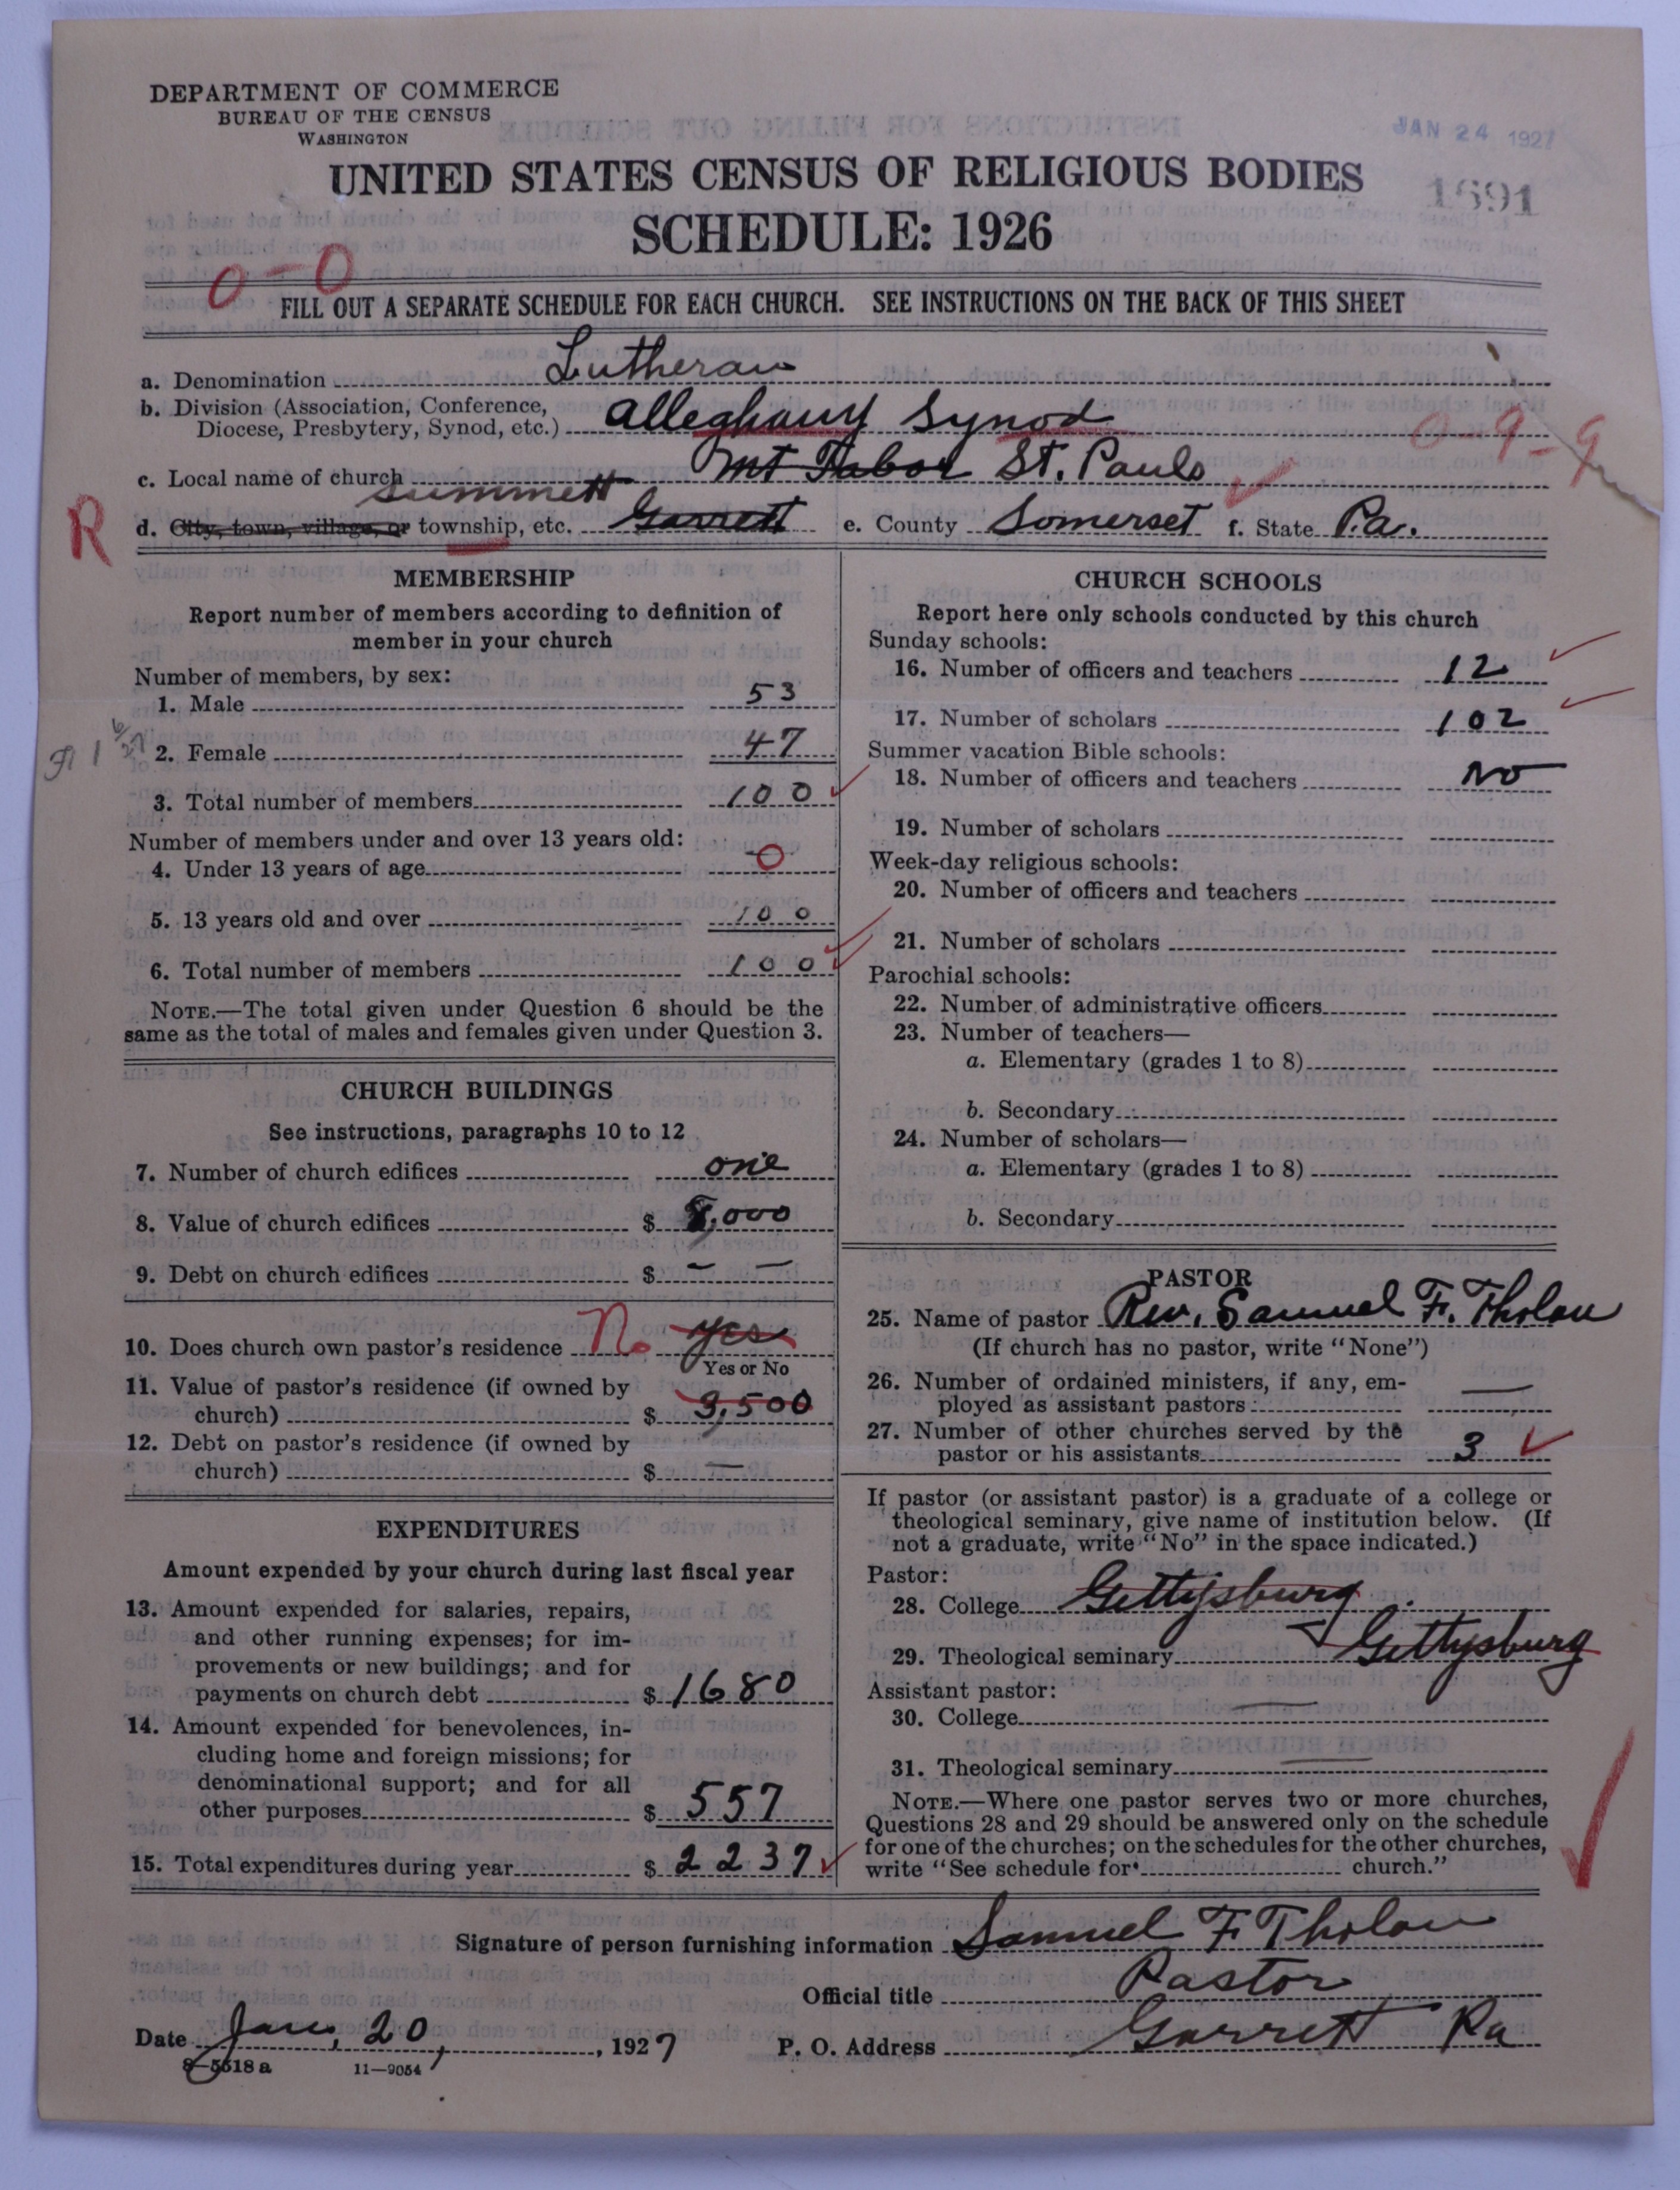 DEPARTMENT OF COMMERCE
BUREAU OF THE CENSUS
WASHINGTON
JAN 24 1927
UNITED STATES CENSUS OF RELIGIOUS BODIES
1691
SCHEDULE: 1926
0-0
FILL OUT A SEPARATE SCHEDULE FOR EACH CHURCH. SEE INSTRUCTIONS ON THE BACK OF THIS SHEET
a. Denomination Lutheran
b. Division (Association, Conference, Diocese, Presbytery, Synod, etc.) Alleghany Synod
0-9-9
c. Local name of church Mt Tabor St. Pauls
Summett
R
d. City, town, village, or township, etc. Garrett e. County Somerset f. State Pa.
MEMBERSHIP
Report number of members according to definition of
member in your church
Number of members, by sex:
1. Male 53
2. Female 47
3. Total number of members 100
Number of members under and over 13 years old:
4. Under 13 years of age 0
5. 13 years old and over 100
6. Total number of members 100
NOTE.—The total given under Question 6 should be the
same as the total of males and females given under Question 3.
CHURCH BUILDINGS
See instructions, paragraphs 10 to 12
7. Number of church edifices one
8. Value of church edifices $ 8,000
9. Debt on church edifices $ — —
10. Does church own pastor's residence No yes
Yes or No
11. Value of pastor's residence (if owned by
church) $ 3,500
12. Debt on pastor's residence (if owned by
church) $ —
EXPENDITURES
Amount expended by your church during last fiscal year
13. Amount expended for salaries, repairs,
and other running expenses; for im-
provements or new buildings; and for
payments on church debt $ 1680
14. Amount expended for benevolences, in-
cluding home and foreign missions; for
denominational support; and for all
other purposes $ 557
15. Total expenditures during year $ 2237
CHURCH SCHOOLS
Report here only schools conducted by this church
Sunday schools:
16. Number of officers and teachers 12
17. Number of scholars 102
Summer vacation Bible schools:
18. Number of officers and teachers No
19. Number of scholars
Week-day religious schools:
20. Number of officers and teachers
21. Number of scholars
Parochial schools:
22. Number of administrative officers
23. Number of teachers—
a. Elementary (grades 1 to 8)
b. Secondary
24. Number of scholars—
a. Elementary (grades 1 to 8)
b. Secondary
PASTOR
25. Name of pastor Rev. Samuel F. Tholan
(If church has no pastor, write "None")
26. Number of ordained ministers, if any, em-
ployed as assistant pastors —
27. Number of other churches served by the
pastor or his assistants 3
If pastor (or assistant pastor) is a graduate of a college or
theological seminary, give name of institution below. (If
not a graduate, write "No" in the space indicated.)
Pastor:
28. College Gettysburg
29. Theological seminary Gettysburg
Assistant pastor:
30. College —
31. Theological seminary —
NOTE.—Where one pastor serves two or more churches,
Questions 28 and 29 should be answered only on the schedule
for one of the churches; on the schedules for the other churches,
write "See schedule for church."
Signature of person furnishing information Samuel F Tholan
Official title Pastor
Date Jan, 20, 1927 P. O. Address Garrett Pa
8-5518 a 11-9054